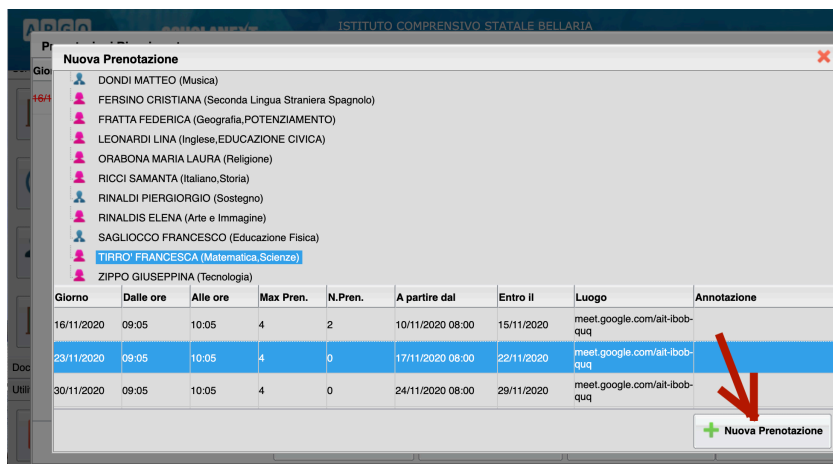 ARGO SCUOLANEXT ISTITUTO COMPRENSIVO STATALE BELLARIA
Nuova Prenotazione
Gio
16/1
DONDI MATTEO (Musica)
FERSINO CRISTIANA (Seconda Lingua Straniera Spagnolo)
FRATTA FEDERICA (Geografia,POTENZIAMENTO)
LEONARDI LINA (Inglese,EDUCAZIONE CIVICA)
ORABONA MARIA LAURA (Religione)
RICCI SAMANTA (Italiano,Storia)
RINALDI PIERGIORGIO (Sostegno)
RINALDIS ELENA (Arte e Immagine)
SAGLIOCCO FRANCESCO (Educazione Fisica)
TIRRO' FRANCESCA (Matematica,Scienze)
ZIPPO GIUSEPPINA (Tecnologia)
Giorno Dalle ore Alle ore Max Pren. N.Pren. A partire dal Entro il Luogo Annotazione
16/11/2020 09:05 10:05 4 2 10/11/2020 08:00 15/11/2020 meet.google.com/ait-ibob-
quq
23/11/2020 09:05 10:05 4 0 17/11/2020 08:00 22/11/2020 meet.google.com/ait-ibob-
quq
30/11/2020 09:05 10:05 4 0 24/11/2020 08:00 29/11/2020 meet.google.com/ait-ibob-
quq
Doc
Utili
Nuova Prenotazione